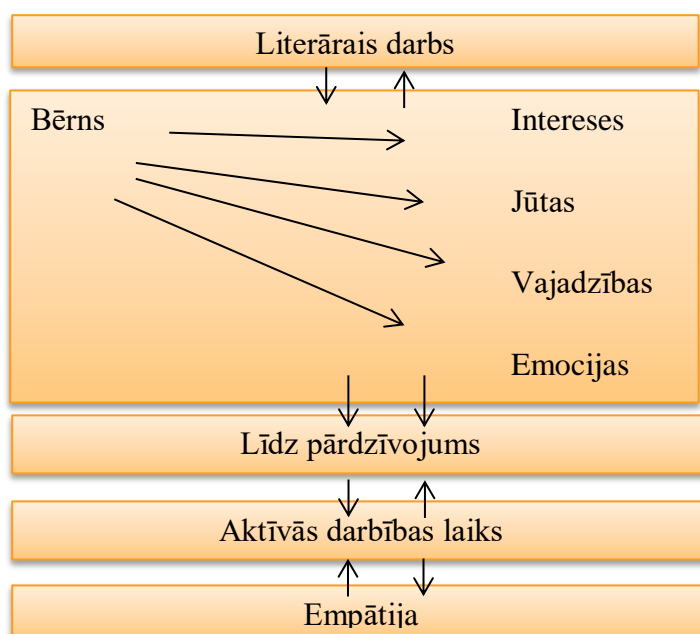 Literārais darbs
Bērns
Intereses
Jūtas
Vajadzības
Emocijas
Līdz pārdzīvojums
Aktīvās darbības laiks
Empātija